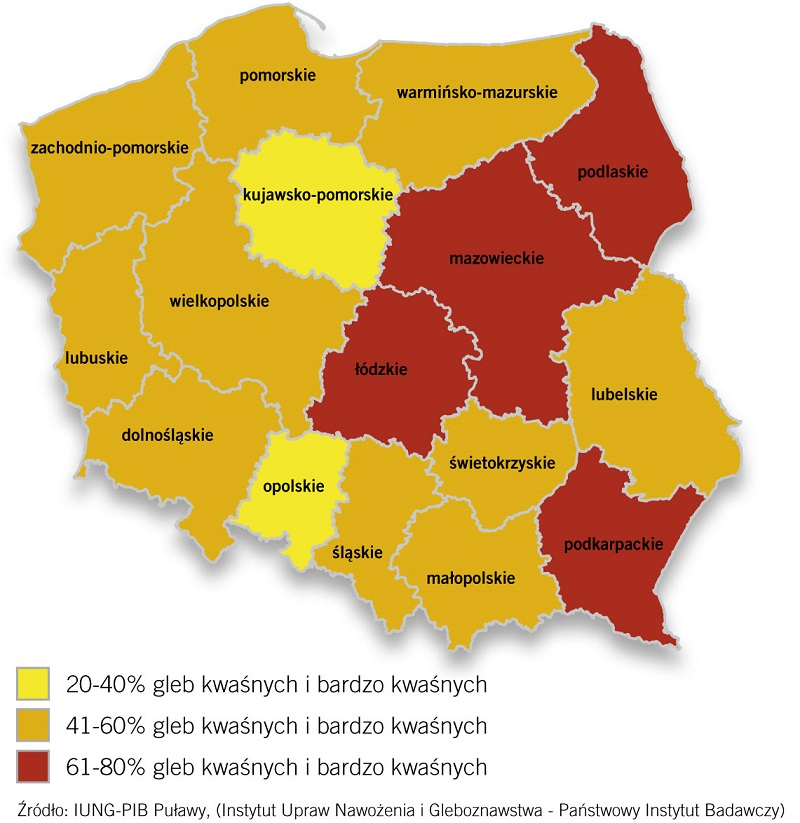 pomorskie
warmińsko-mazurskie
zachodnio-pomorskie
podlaskie
kujawsko-pomorskie
mazowieckie
wielkopolskie
lubuskie
łódzkie
lubelskie
dolnośląskie
świetokrzyskie
opolskie
śląskie
podkarpackie
małopolskie
20-40% gleb kwaśnych i bardzo kwaśnych
41-60% gleb kwaśnych i bardzo kwaśnych
61-80% gleb kwaśnych i bardzo kwaśnych
Źródło: IUNG-PIB Puławy, (Instytut Upraw Nawożenia i Gleboznawstwa - Państwowy Instytut Badawczy)